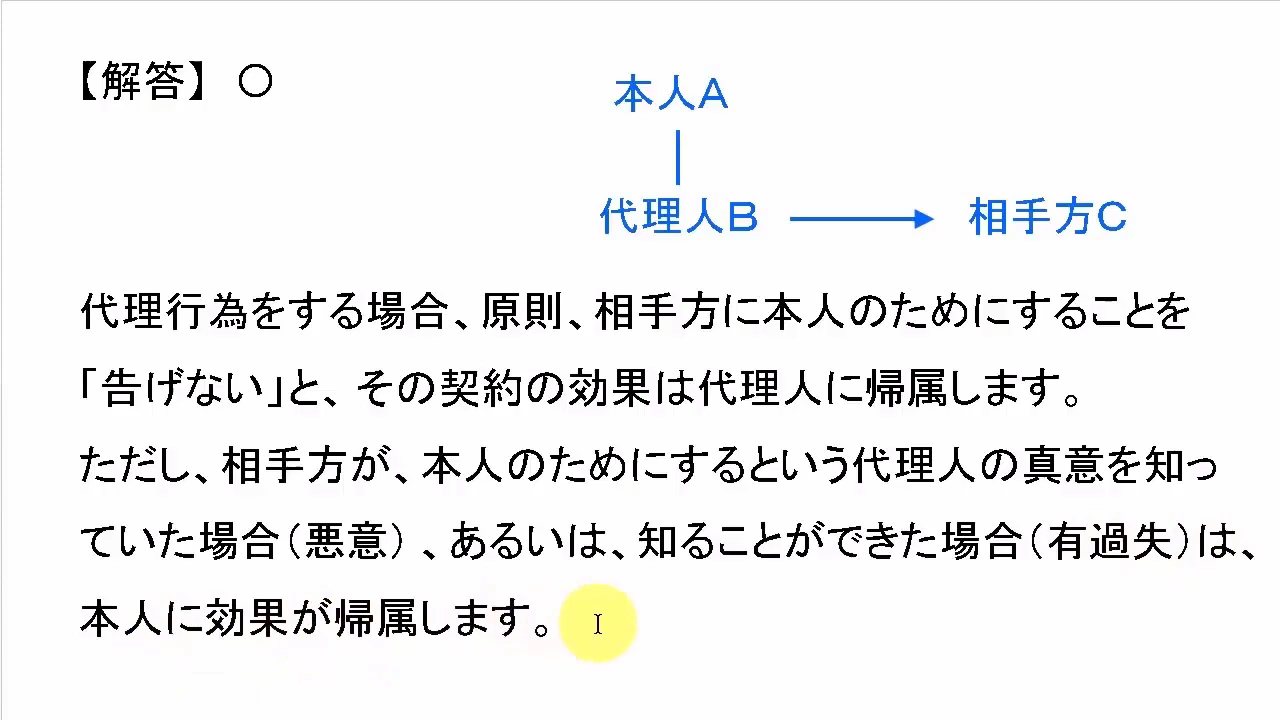 【解答】 ○
本人A
代理人B
相手方C
代理行為をする場合、原則、相手方に本人のためにすることを
「告げない」と、その契約の効果は代理人に帰属します。
ただし、相手方が、本人のためにするという代理人の真意を知っ
ていた場合（悪意）、あるいは、知ることができた場合（有過失）は、
本人に効果が帰属します。